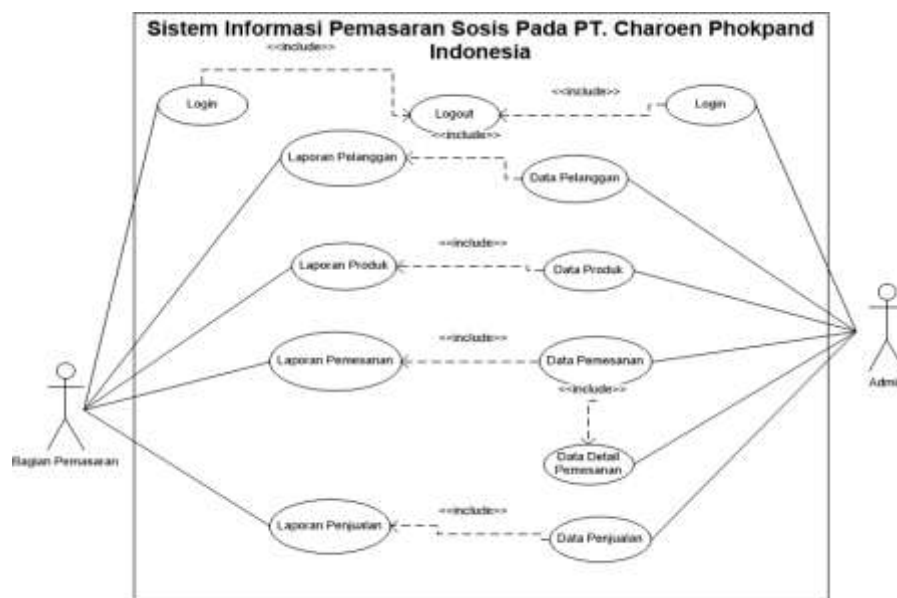 Sistem Informasi Pemasaran Sosis Pada PT. Charoen Phokpand
Indonesia
<<include>>
<<include>>
Login
Logout
Login
<<include>>
Laporan Pelanggan
Data Pelanggan
<<include>>
Laporan Produk
Data Produk
<<include>>
Laporan Pemesanan
Data Pemesanan
Admi
<<include>>
Data Detail
Pemesanan
Bagian Pemasaran
<<include>>
Laporan Penjualan
Data Penjualan